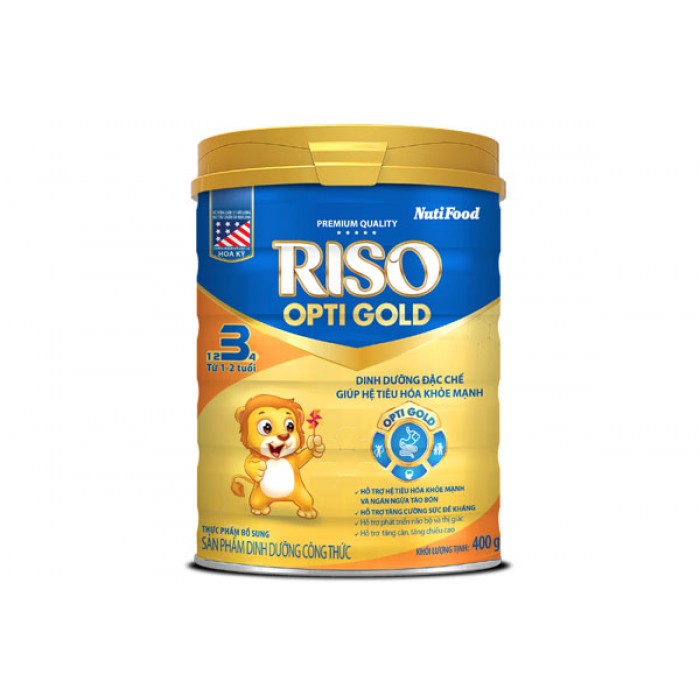 NutiFood
PREMIUM QUALITY
RISO
OPTI GOLD
HOA KỲ
3
12 4
Từ 1-2 tuổi
DINH DƯỠNG ĐẶC CHẾ
GIÚP HỆ TIÊU HÓA KHỎE MẠNH
OPTI GOLD
HỖ TRỢ HỆ TIÊU HÓA KHỎE MẠNH
VÀ NGĂN NGỪA TÁO BÓN
HỖ TRỢ TĂNG CƯỜNG SỨC ĐỀ KHÁNG
Hỗ trợ phát triển não bộ và thị giác
Hỗ trợ tăng cân, tăng chiều cao
THỰC PHẨM BỔ SUNG
SẢN PHẨM DINH DƯỠNG CÔNG THỨC
KHỐI LƯỢNG TỊNH: 400 g